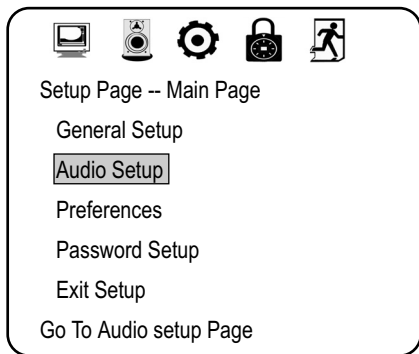 Setup Page -- Main Page
General Setup
Audio Setup
Preferences
Password Setup
Exit Setup
Go To Audio setup Page